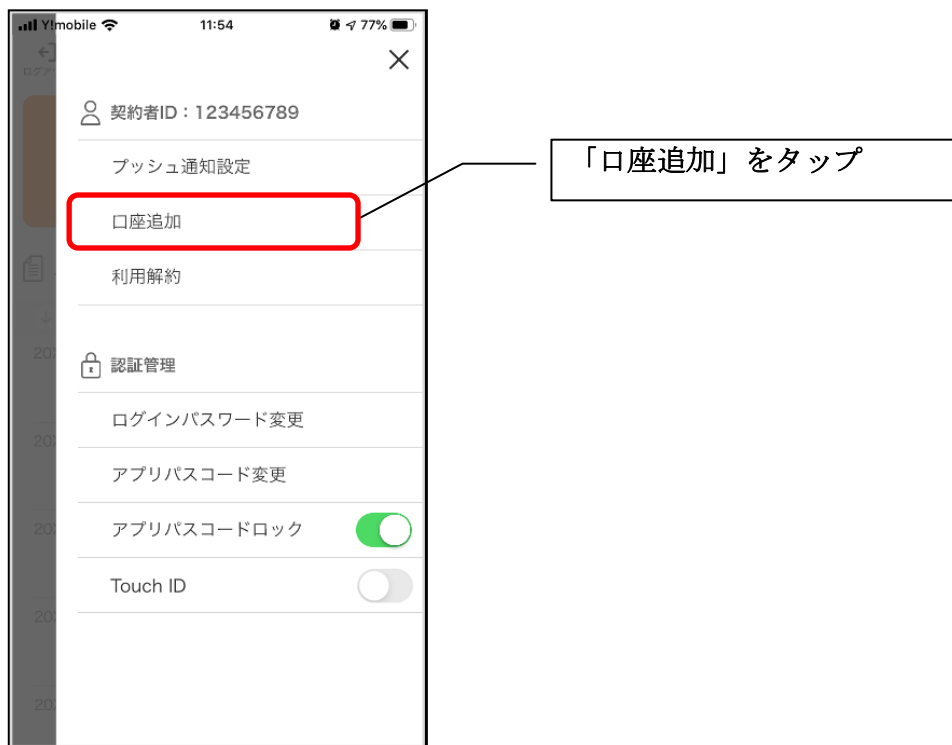 Y!mobile 11:54 77%
契約者ID：123456789
プッシュ通知設定
口座追加
「口座追加」をタップ
利用解約
認証管理
ログインパスワード変更
アプリパスコード変更
アプリパスコードロック
Touch ID